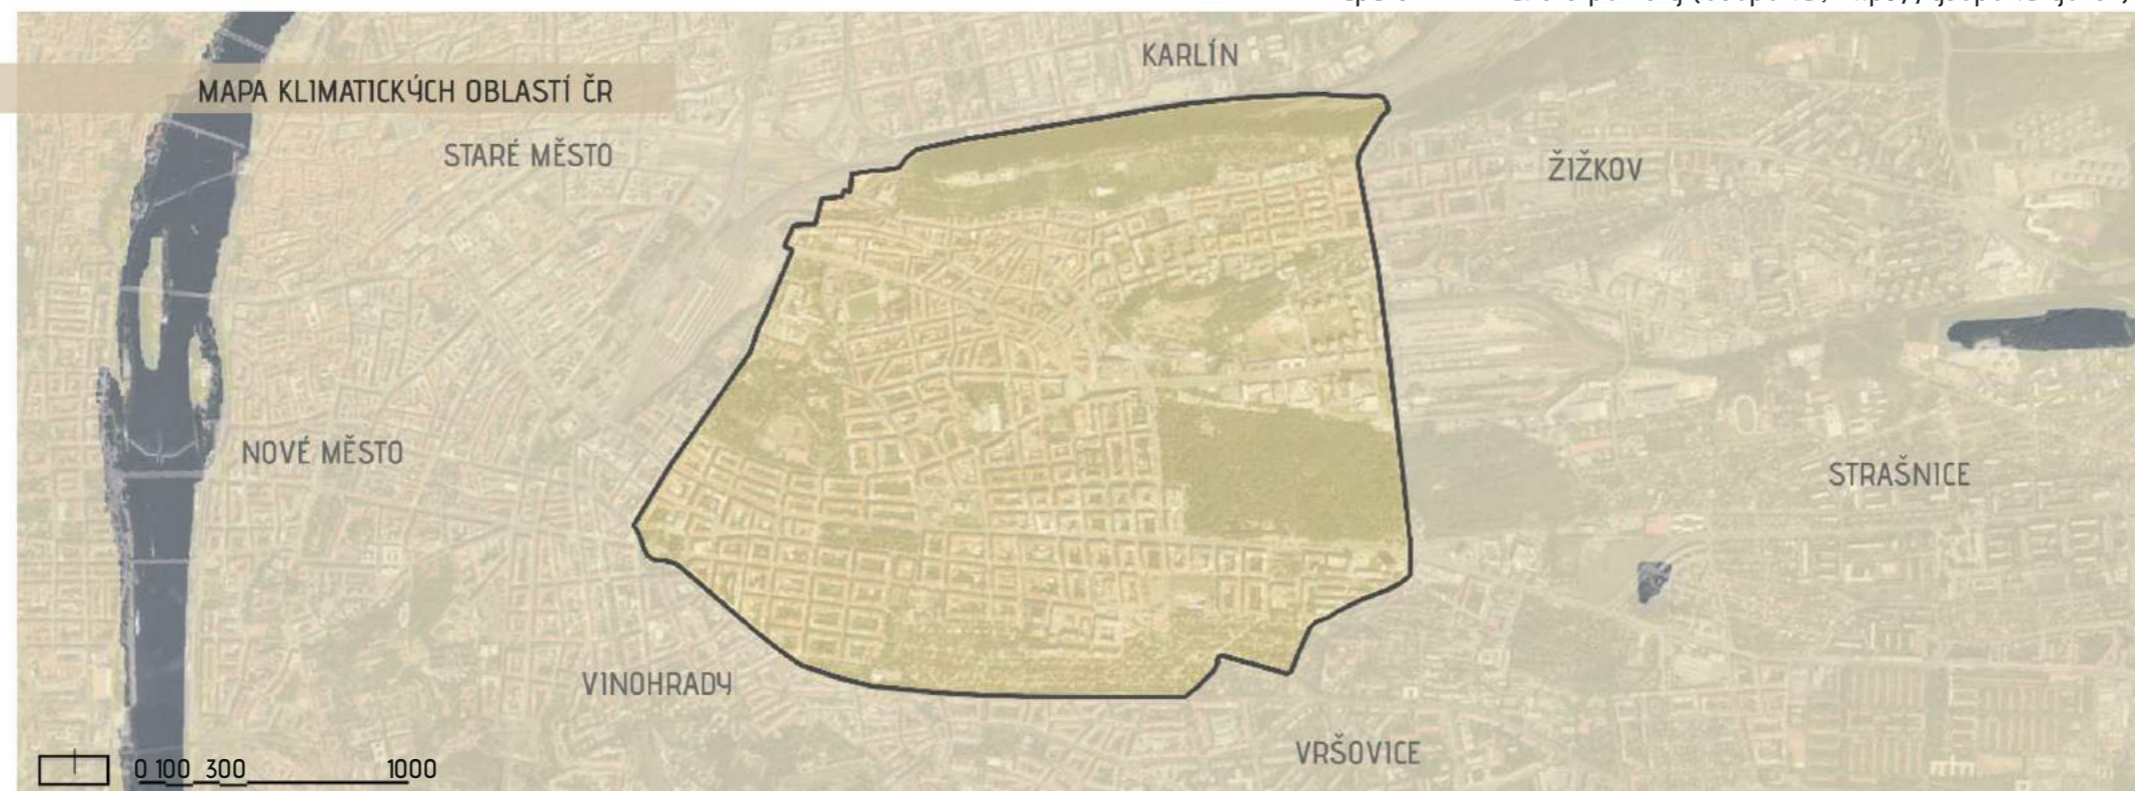 KARLÍN
MAPA KLIMATICKÝCH OBLASTÍ ČR
STARÉ MĚSTO
ŽIŽKOV
NOVÉ MĚSTO
STRAŠNICE
VINOHRADY
VRŠOVICE
0 100 300 1000